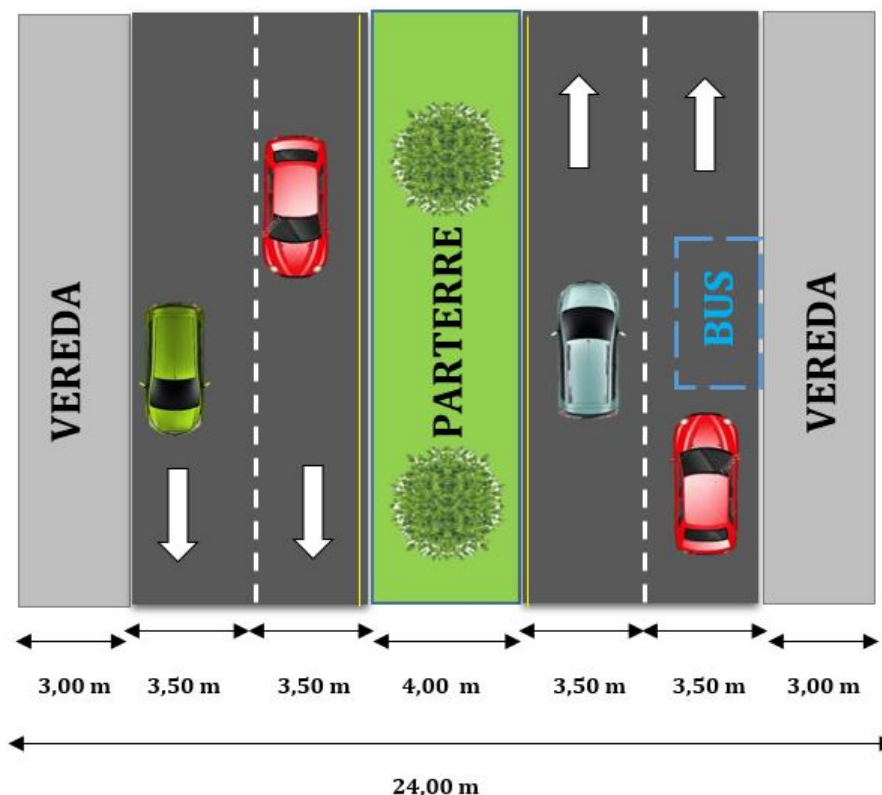 VEREDA
PARTERRE
BUS
VEREDA
3,00 m 3,50 m 3,50 m 4,00 m 3,50 m 3,50 m 3,00 m
24,00 m